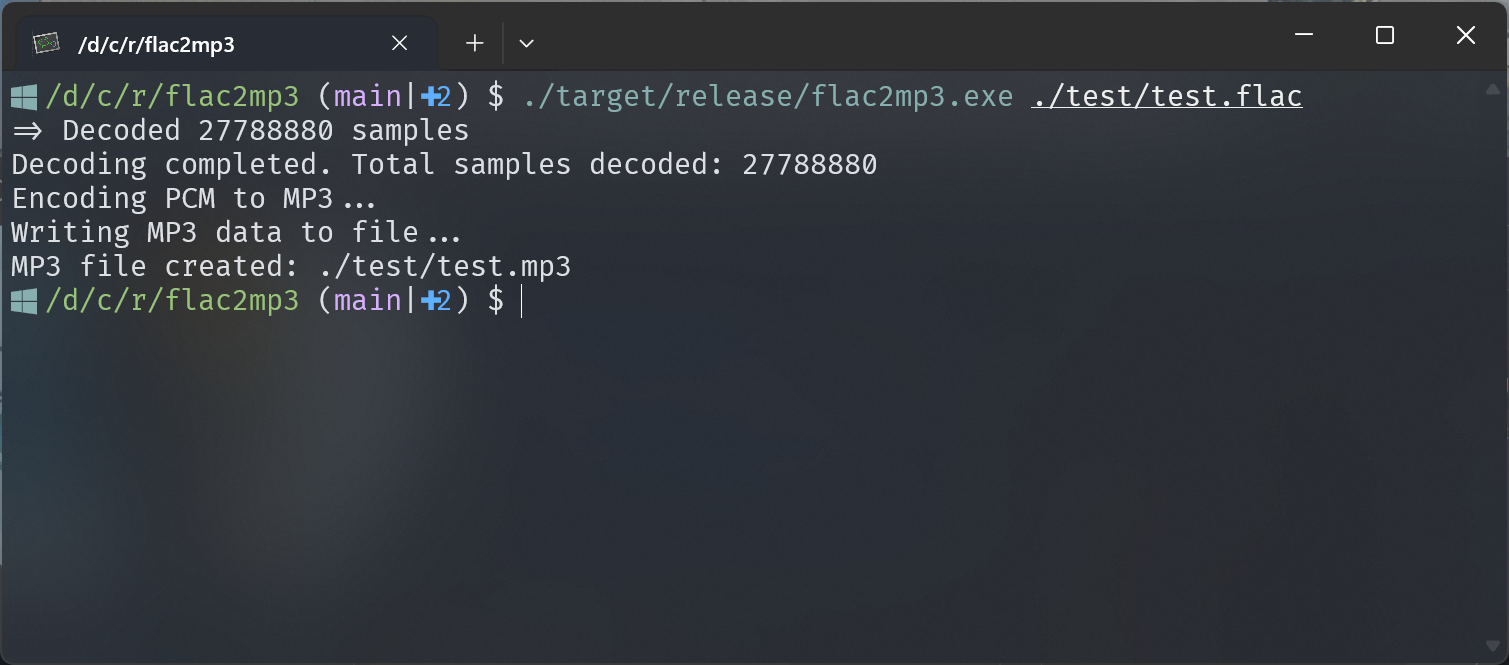 /d/c/r/flac2mp3
/d/c/r/flac2mp3 (main|✚2) $ ./target/release/flac2mp3.exe ./test/test.flac
=> Decoded 27788880 samples
Decoding completed. Total samples decoded: 27788880
Encoding PCM to MP3...
Writing MP3 data to file...
MP3 file created: ./test/test.mp3
/d/c/r/flac2mp3 (main|✚2) $